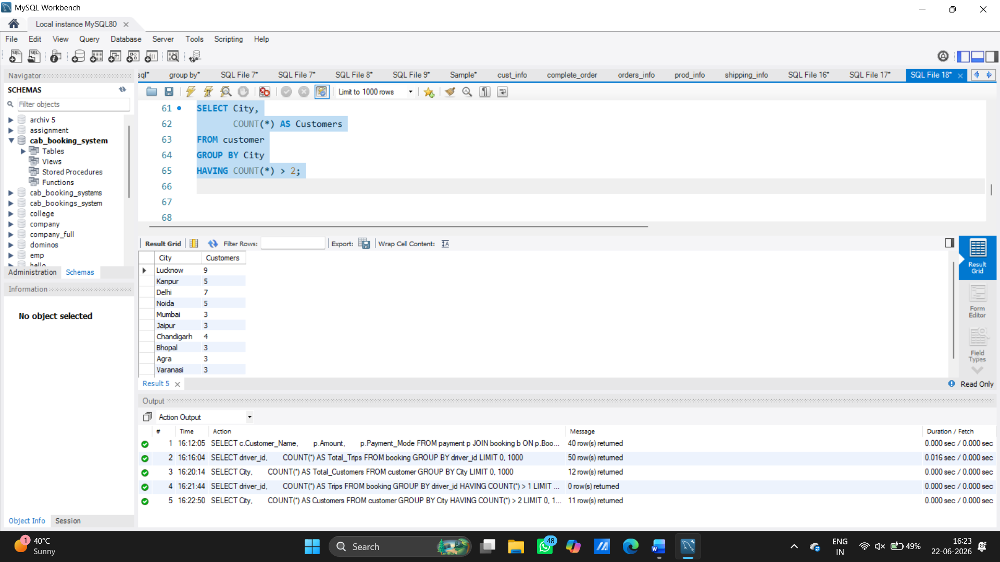 MySQL Workbench
Local instance MySQL80
File Edit View Query Database Server Tools Scripting Help
Navigator
sql* group by* SQL File 7* SQL File 7* SQL File 8* SQL File 9* Sample* cust_info complete_order orders_info prod_info shipping_info SQL File 16* SQL File 17* SQL File 18*
SCHEMAS
Filter objects
Limit to 1000 rows
archiv 5
assignment
cab_booking_system
Tables
Views
Stored Procedures
Functions
cab_booking_systems
cab_bookings_system
college
company
company_full
dominos
emp
hello
Administration Schemas
Information
No object selected
Object Info Session
61 SELECT City,
62 COUNT(*) AS Customers
63 FROM customer
64 GROUP BY City
65 HAVING COUNT(*) > 2;
66
67
68
Result Grid Filter Rows: Export: Wrap Cell Content:
City Customers
Lucknow 9
Kanpur 5
Delhi 7
Noida 5
Mumbai 3
Jaipur 3
Chandigarh 4
Bhopal 3
Agra 3
Varanasi 3
Result Grid
Form Editor
Field Types
Result 5
Read Only
Output
Action Output
# Time Action Message Duration / Fetch
1 16:12:05 SELECT c.Customer_Name, p.Amount, p.Payment_Mode FROM payment p JOIN booking b ON p.Boo... 40 row(s) returned 0.000 sec / 0.000 sec
2 16:16:04 SELECT driver_id, COUNT(*) AS Total_Trips FROM booking GROUP BY driver_id LIMIT 0, 1000 50 row(s) returned 0.016 sec / 0.000 sec
3 16:20:14 SELECT City, COUNT(*) AS Total_Customers FROM customer GROUP BY City LIMIT 0, 1000 12 row(s) returned 0.000 sec / 0.000 sec
4 16:21:44 SELECT driver_id, COUNT(*) AS Trips FROM booking GROUP BY driver_id HAVING COUNT(*) > 1 LIMIT ... 0 row(s) returned 0.000 sec / 0.000 sec
5 16:22:50 SELECT City, COUNT(*) AS Customers FROM customer GROUP BY City HAVING COUNT(*) > 2 LIMIT 0, 1... 11 row(s) returned 0.000 sec / 0.000 sec
1
40°C
Sunny
Search
48
ENG
IN
49%
16:23
22-06-2026